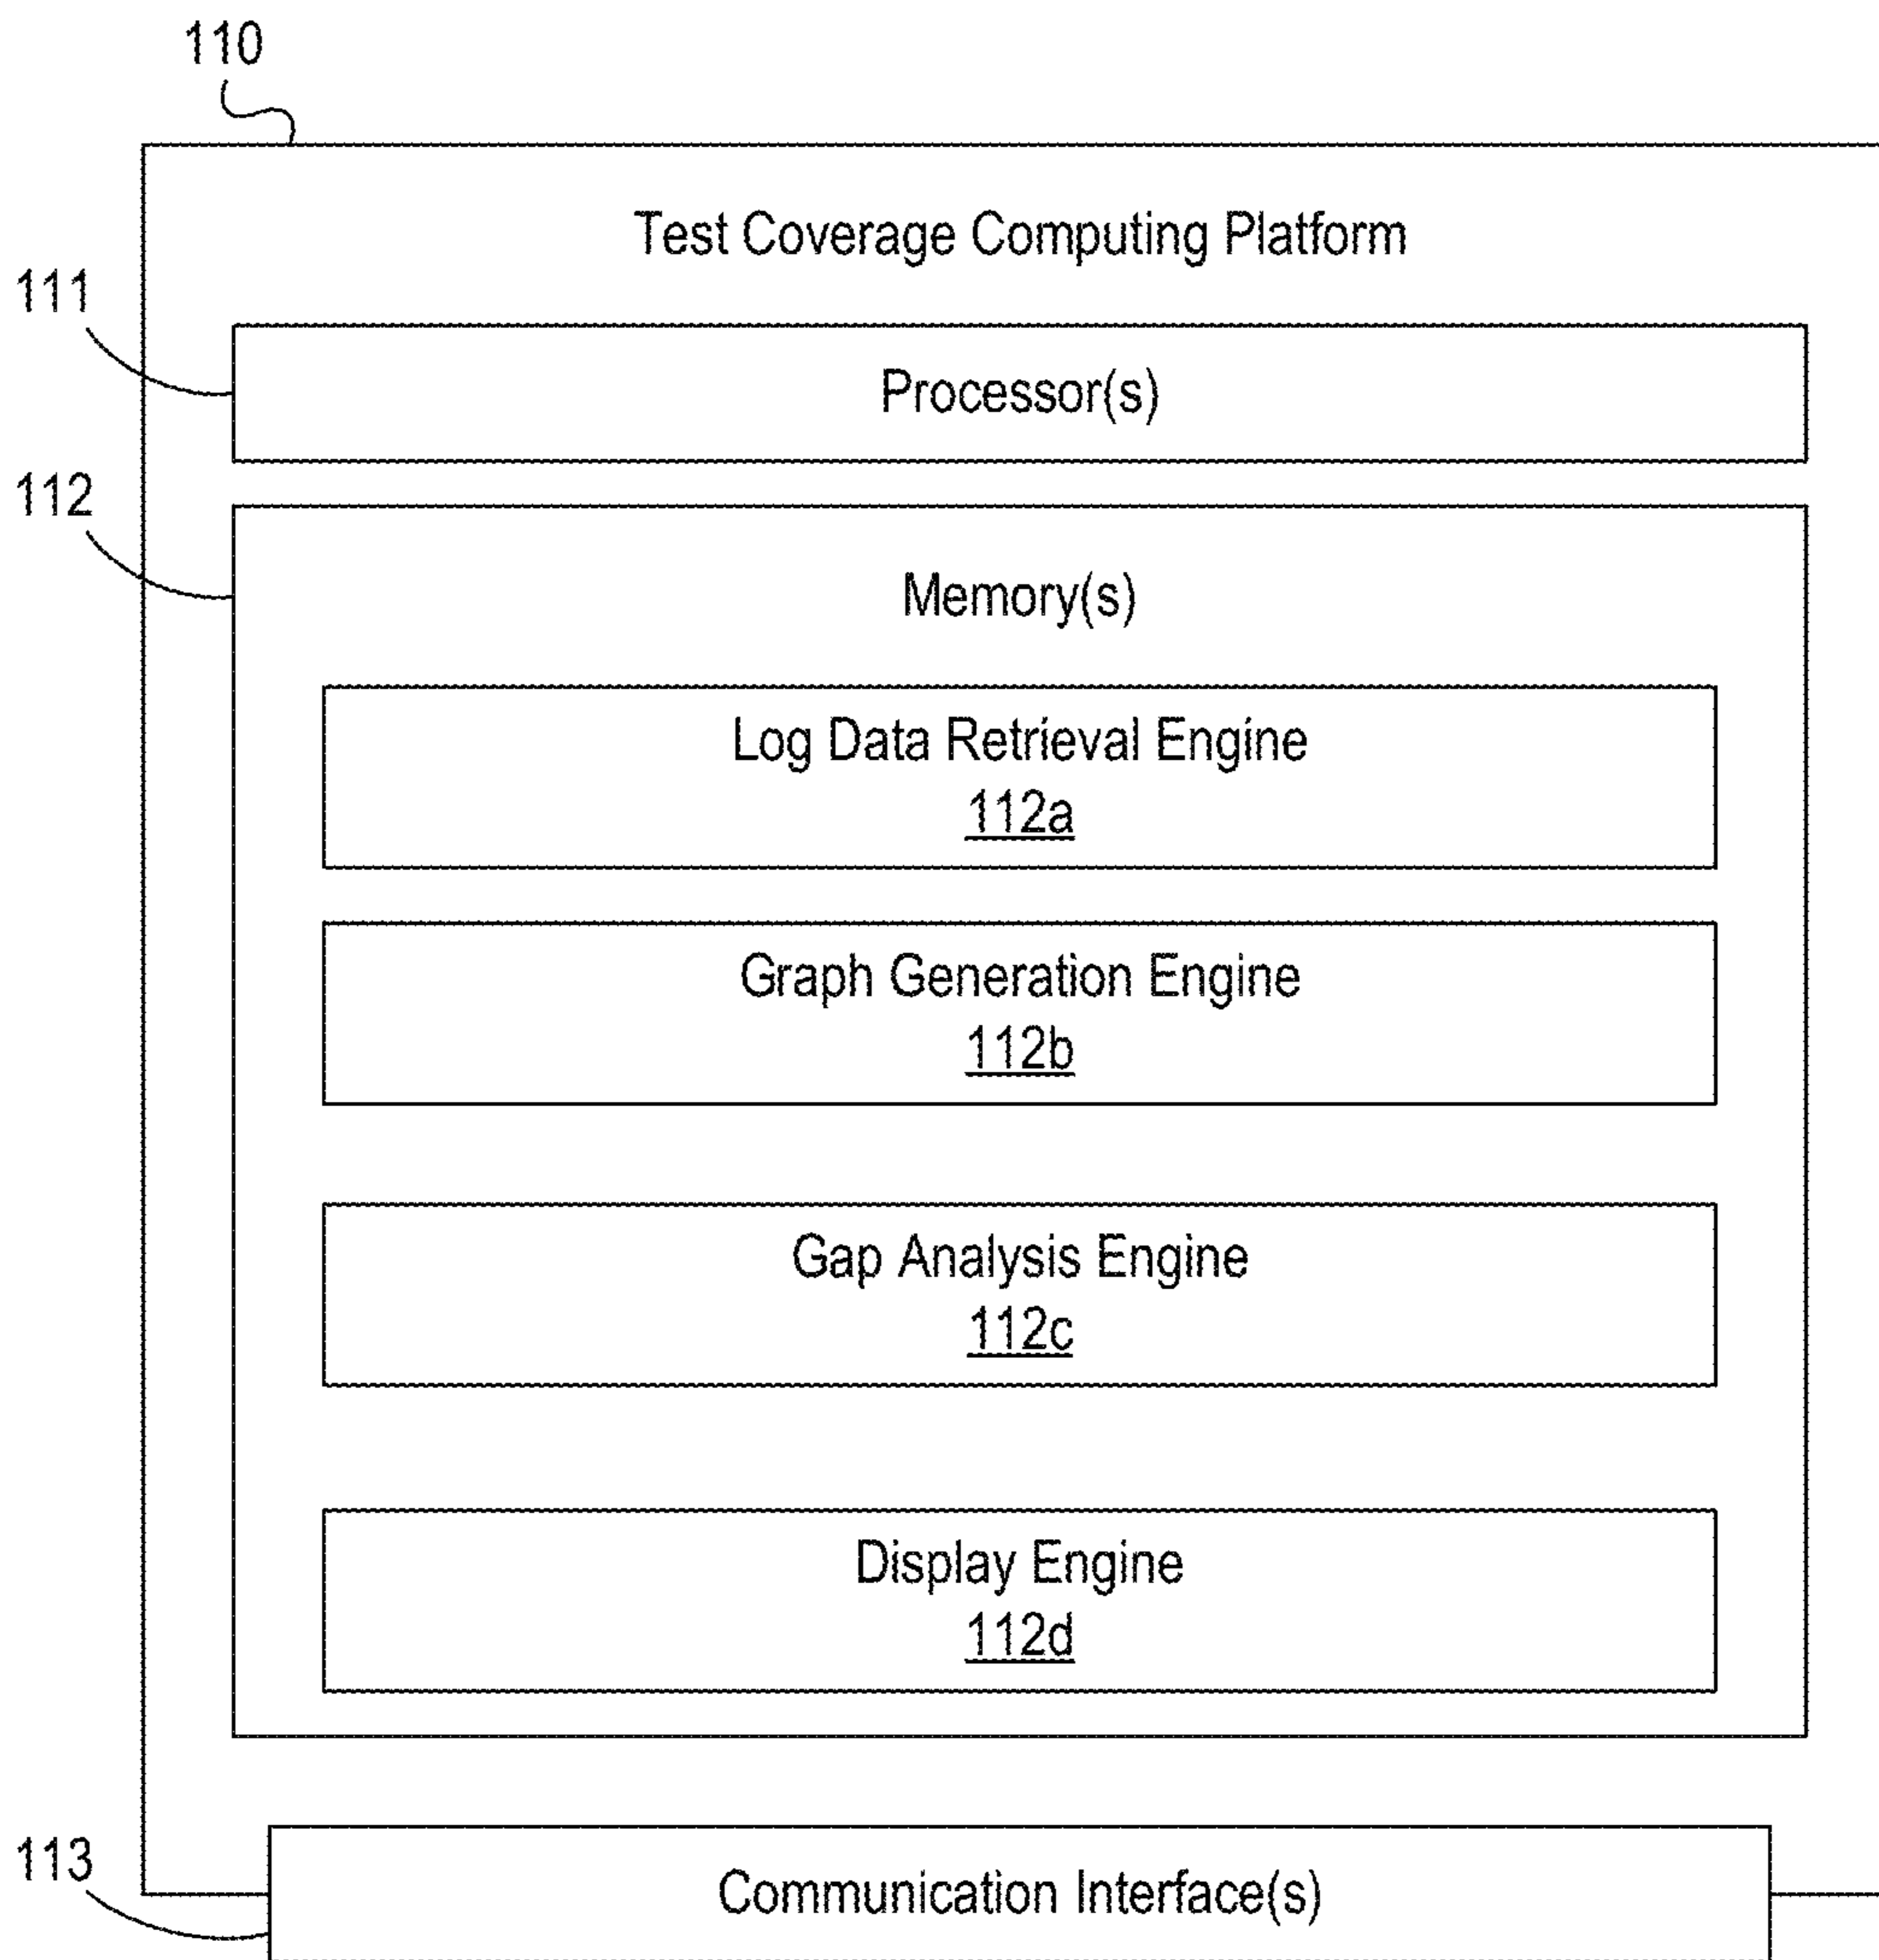 110
Test Coverage Computing Platform
111
Processor(s)
112
Memory(s)
Log Data Retrieval Engine
112a
Graph Generation Engine
112b
Gap Analysis Engine
112c
Display Engine
112d
113
Communication Interface(s)